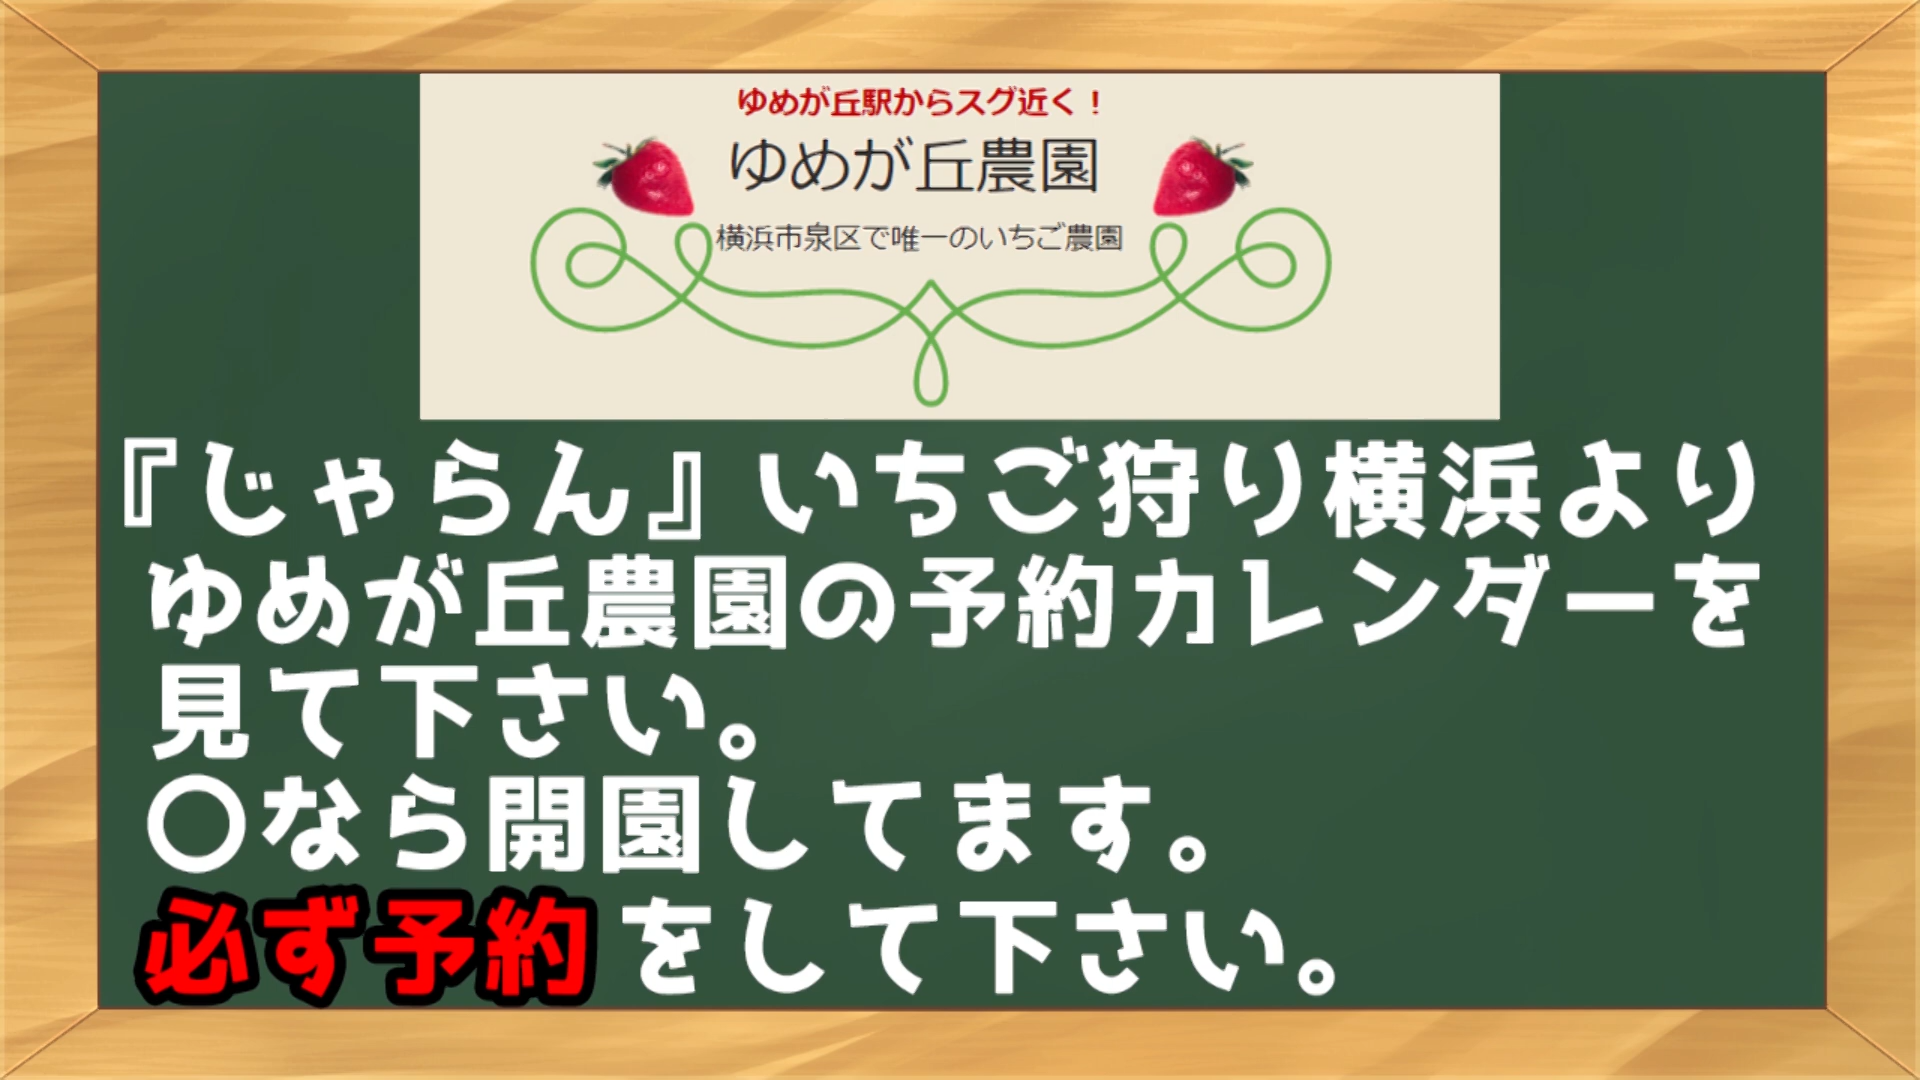 ゆめが丘駅からスグ近く！
ゆめが丘農園
横浜市泉区で唯一のいちご農園
『じゃらん』いちご狩り横浜より
ゆめが丘農園の予約カレンダーを
見て下さい。
〇なら開園してます。
必ず予約をして下さい。